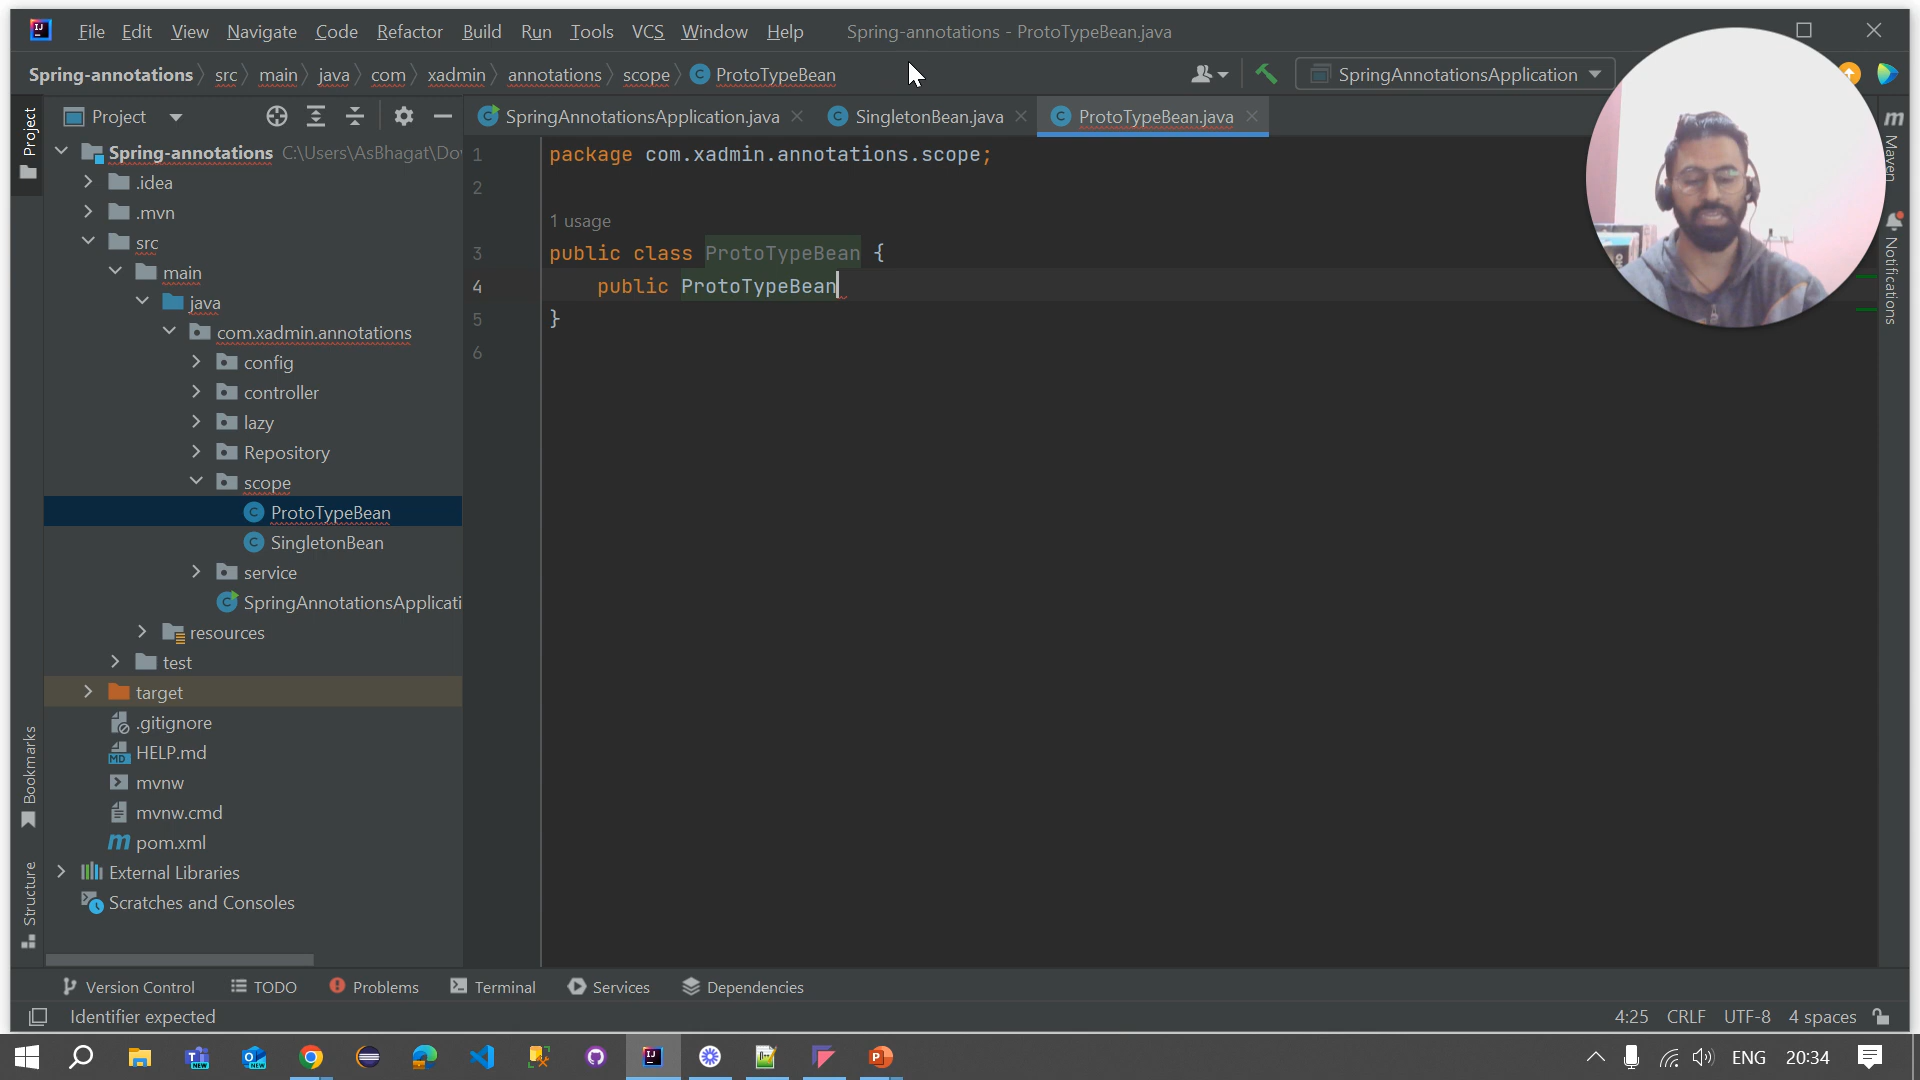 File Edit View Navigate Code Refactor Build Run Tools VCS Window Help Spring-annotations - ProtoTypeBean.java
Spring-annotations src main java com xadmin annotations scope ProtoTypeBean SpringAnnotationsApplication
Project
Project
SpringAnnotationsApplication.java SingletonBean.java ProtoTypeBean.java
Maven
Notifications
Spring-annotations C:\Users\AsBhagat\Do
.idea
.mvn
src
main
java
com.xadmin.annotations
config
controller
lazy
Repository
scope
ProtoTypeBean
SingletonBean
service
SpringAnnotationsApplicati
resources
test
target
.gitignore
HELP.md
mvnw
mvnw.cmd
pom.xml
External Libraries
Scratches and Consoles
Bookmarks
Structure
1 package com.xadmin.annotations.scope;
2
1 usage
3 public class ProtoTypeBean {
4 public ProtoTypeBean
5 }
6
Version Control TODO Problems Terminal Services Dependencies
Identifier expected 4:25 CRLF UTF-8 4 spaces
ENG 20:34